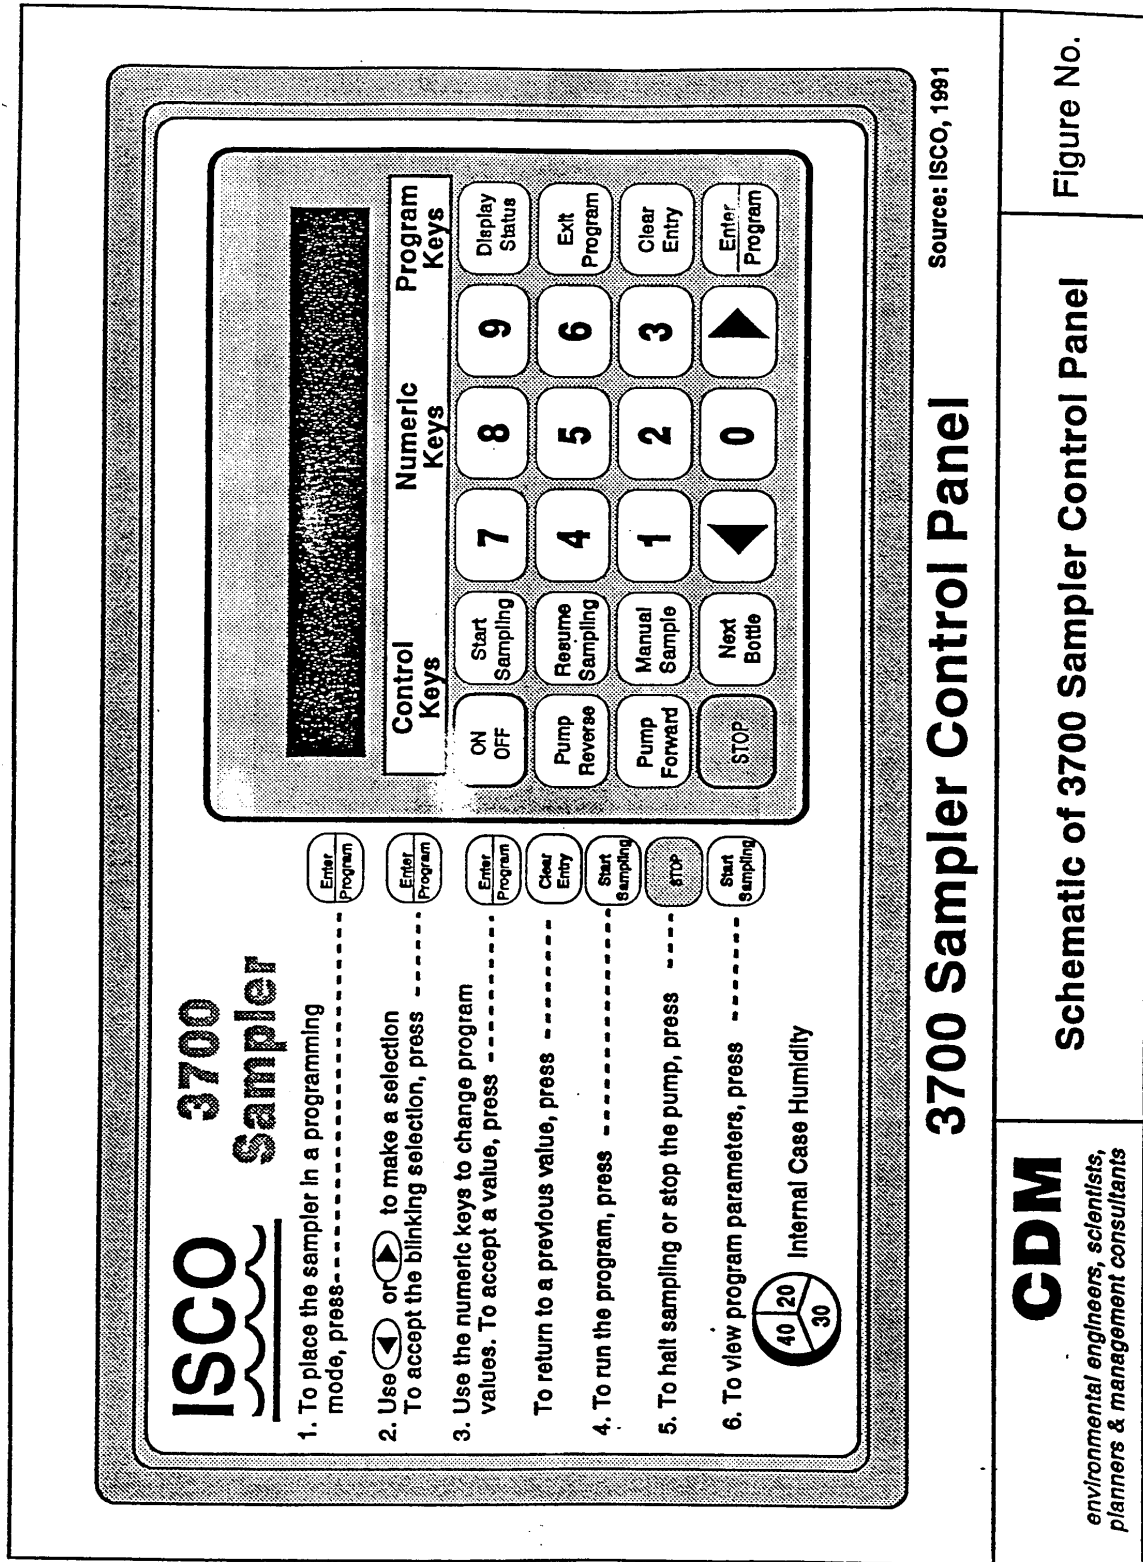 ISCO
3700
Sampler
1. To place the sampler in a programming
mode, press------------------------ Enter
Program
2. Use ◀ or ▶ to make a selection
To accept the blinking selection, press ------ Enter
Program
3. Use the numeric keys to change program
values. To accept a value, press ----------- Enter
Program
To return to a previous value, press ------- Clear
Entry
4. To run the program, press -------------- Start
Sampling
5. To halt sampling or stop the pump, press ---- STOP
6. To view program parameters, press ------- Start
Sampling
40 20
30
Internal Case Humidity
Control
Keys
Numeric
Keys
Program
Keys
ON
OFF
Start
Sampling
7 8 9
Display
Status
Pump
Reverse
Resume
Sampling
4 5 6
Exit
Program
Pump
Forward
Manual
Sample
1 2 3
Clear
Entry
STOP
Next
Bottle
◀ 0 ▶
Enter
Program
3700 Sampler Control Panel
Source: ISCO, 1991
CDM
environmental engineers, scientists,
planners & management consultants
Schematic of 3700 Sampler Control Panel
Figure No.